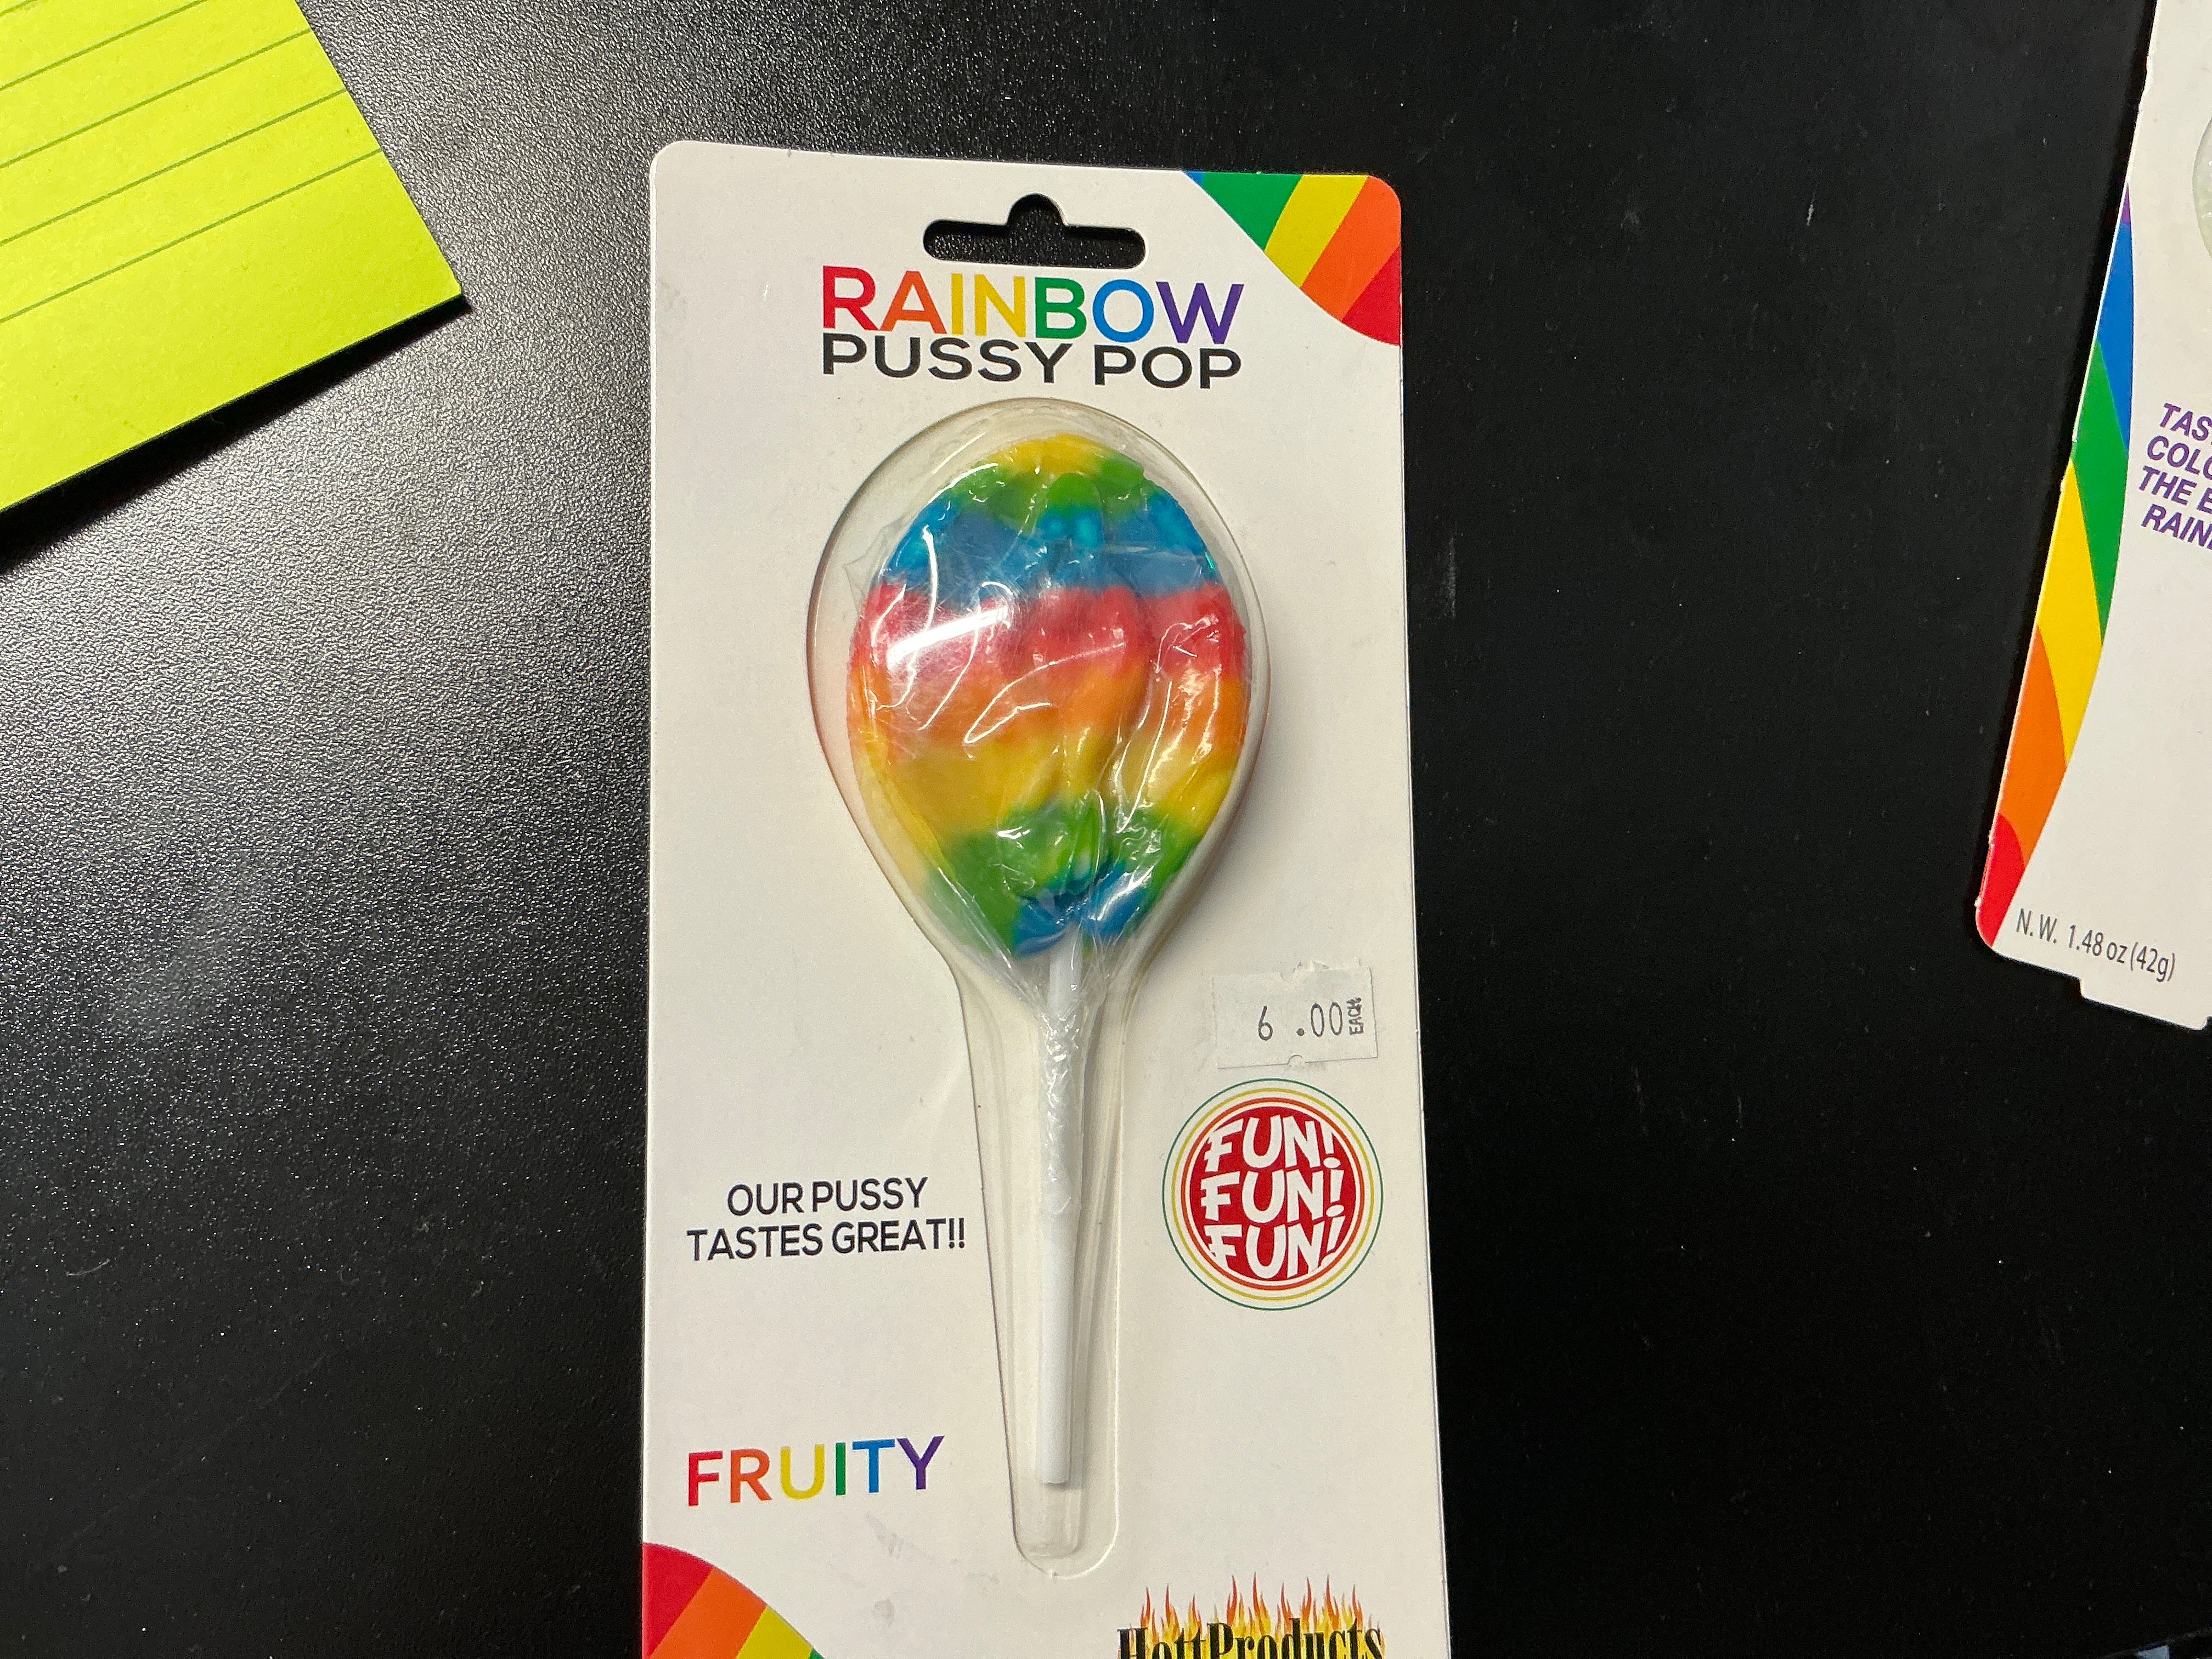 RAINBOW
PUSSY POP
6.00 EACH
FUN!
FUN!
FUN!
OUR PUSSY
TASTES GREAT!!
FRUITY
HottProducts
THE
N.W. 1.48 oz (42g)